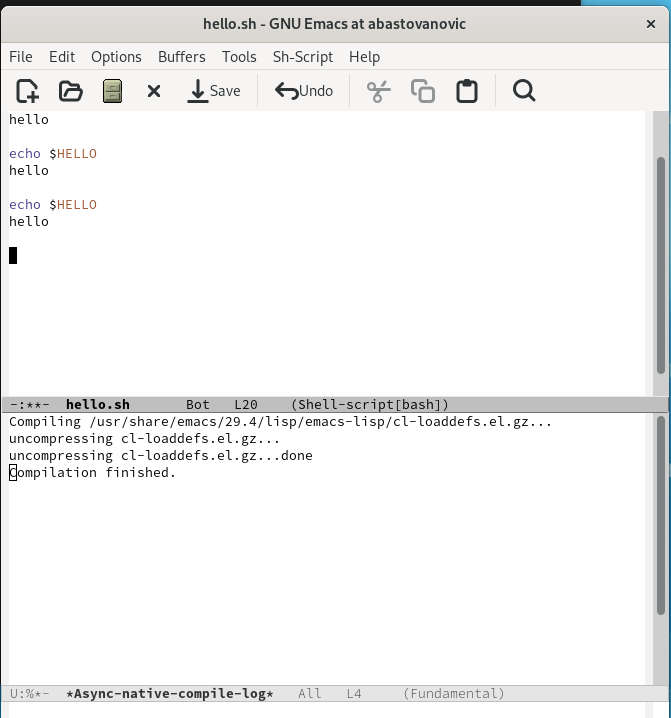 hello.sh - GNU Emacs at abastovanovic
File Edit Options Buffers Tools Sh-Script Help
Save Undo
hello
echo $HELLO
hello
echo $HELLO
hello
-:**- hello.sh Bot L20 (Shell-script[bash])
Compiling /usr/share/emacs/29.4/lisp/emacs-lisp/cl-loaddefs.el.gz...
uncompressing cl-loaddefs.el.gz...
uncompressing cl-loaddefs.el.gz...done
Compilation finished.
U:%*- *Async-native-compile-log* All L4 (Fundamental)